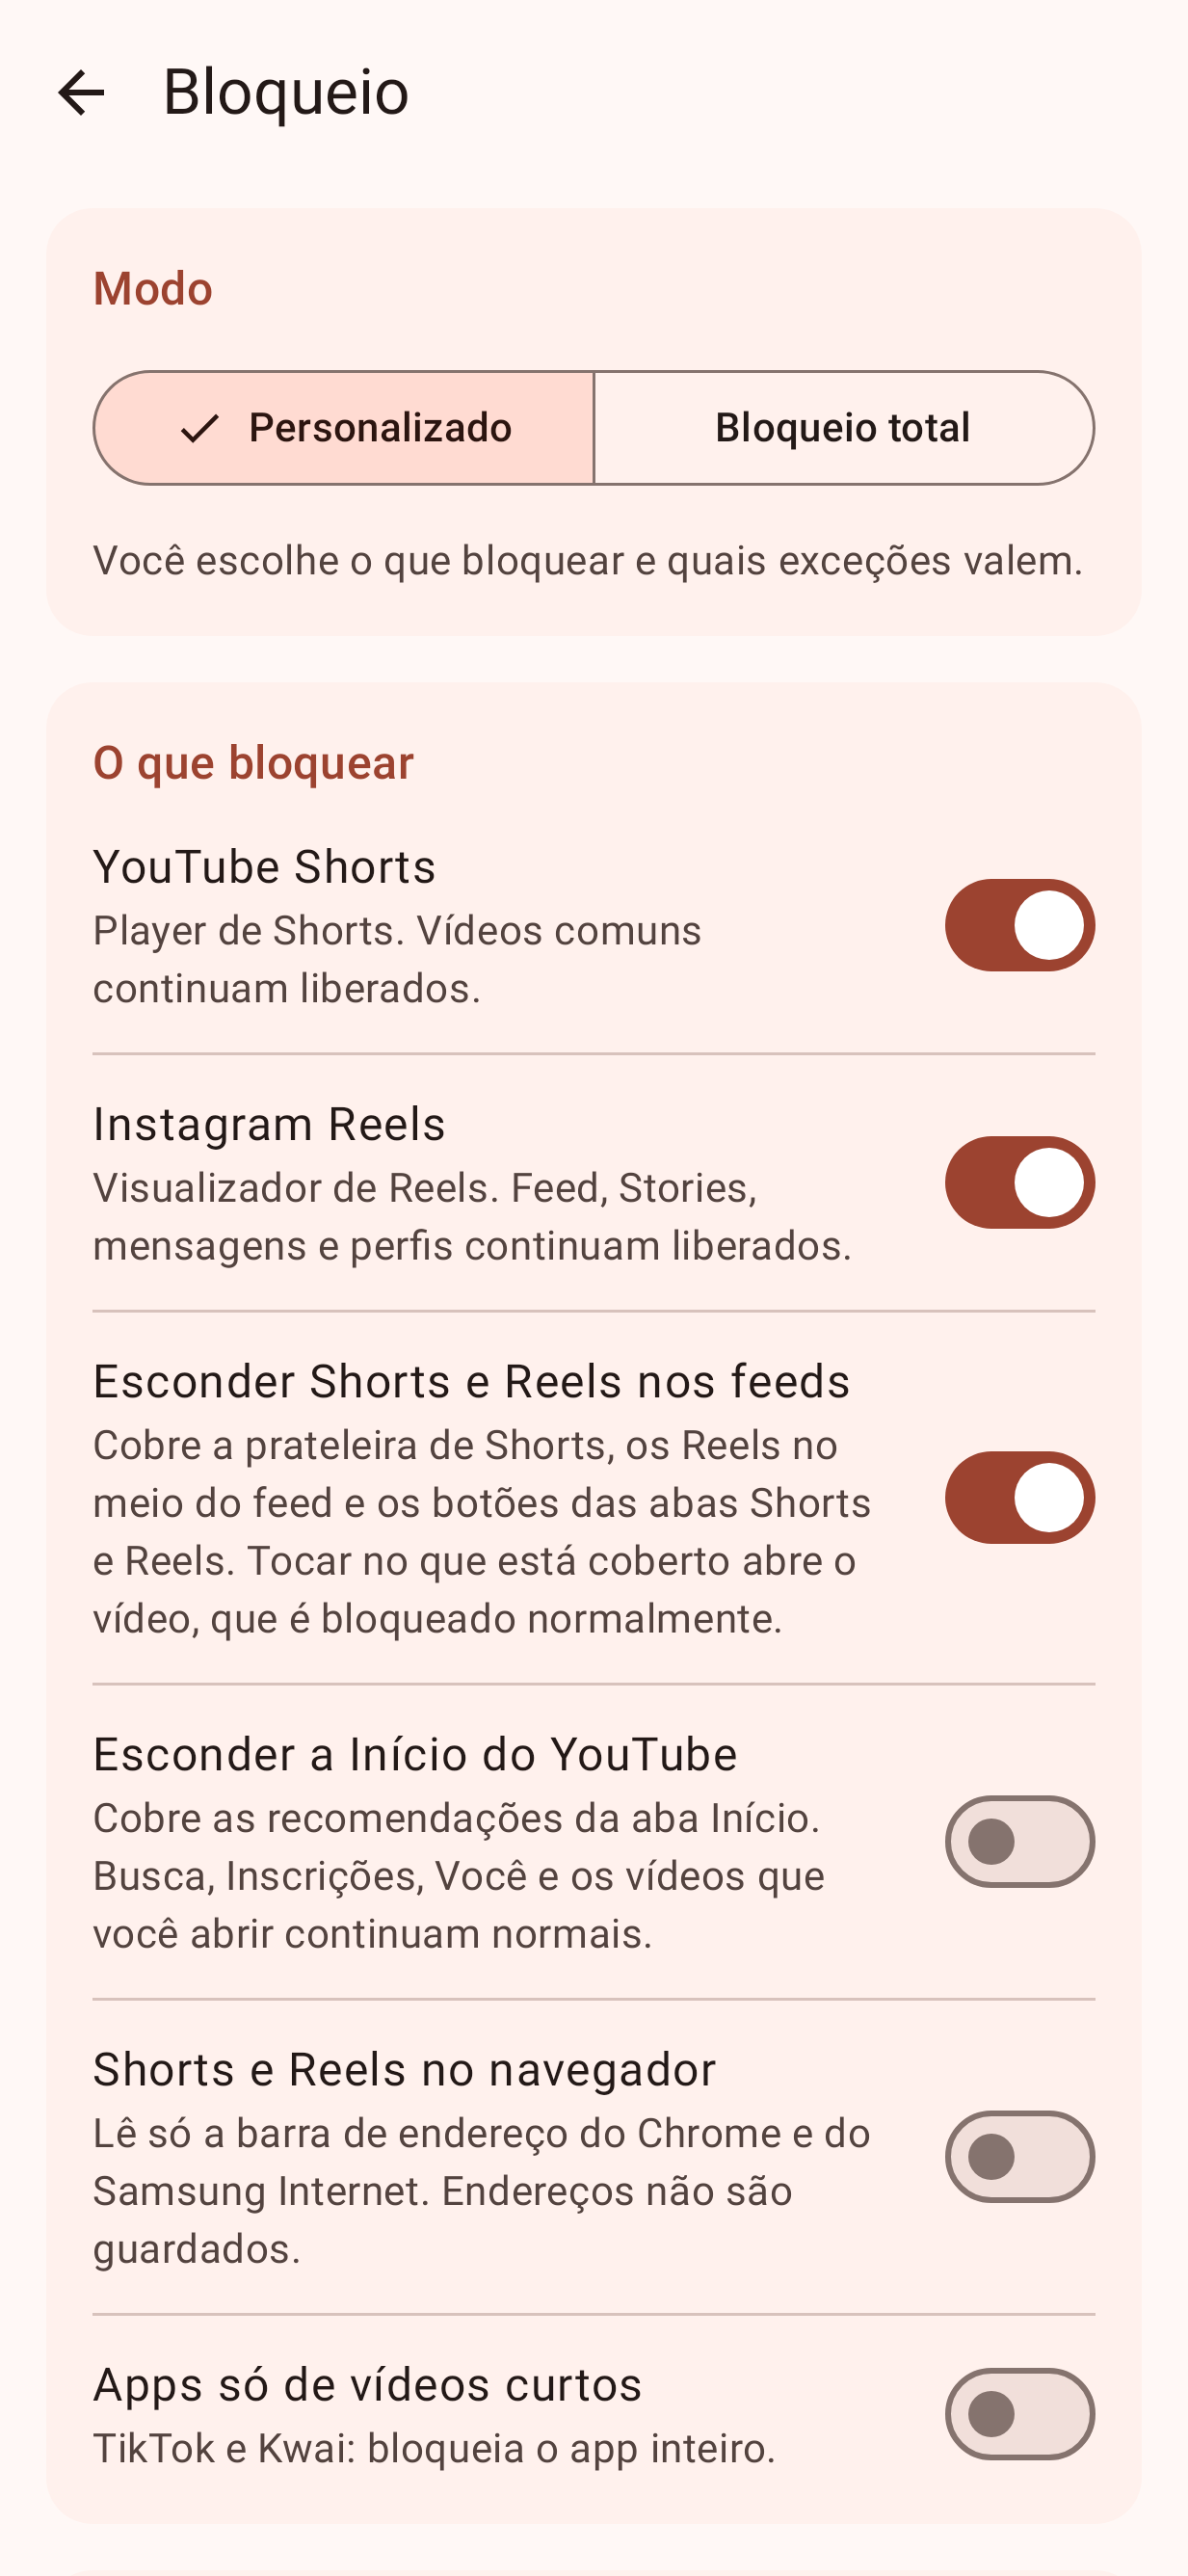 Bloqueio
Modo
Personalizado
Bloqueio total
Você escolhe o que bloquear e quais exceções valem.
O que bloquear
YouTube Shorts
Player de Shorts. Vídeos comuns
continuam liberados.
Instagram Reels
Visualizador de Reels. Feed, Stories,
mensagens e perfis continuam liberados.
Esconder Shorts e Reels nos feeds
Cobre a prateleira de Shorts, os Reels no
meio do feed e os botões das abas Shorts
e Reels. Tocar no que está coberto abre o
vídeo, que é bloqueado normalmente.
Esconder a Início do YouTube
Cobre as recomendações da aba Início.
Busca, Inscrições, Você e os vídeos que
você abrir continuam normais.
Shorts e Reels no navegador
Lê só a barra de endereço do Chrome e do
Samsung Internet. Endereços não são
guardados.
Apps só de vídeos curtos
TikTok e Kwai: bloqueia o app inteiro.